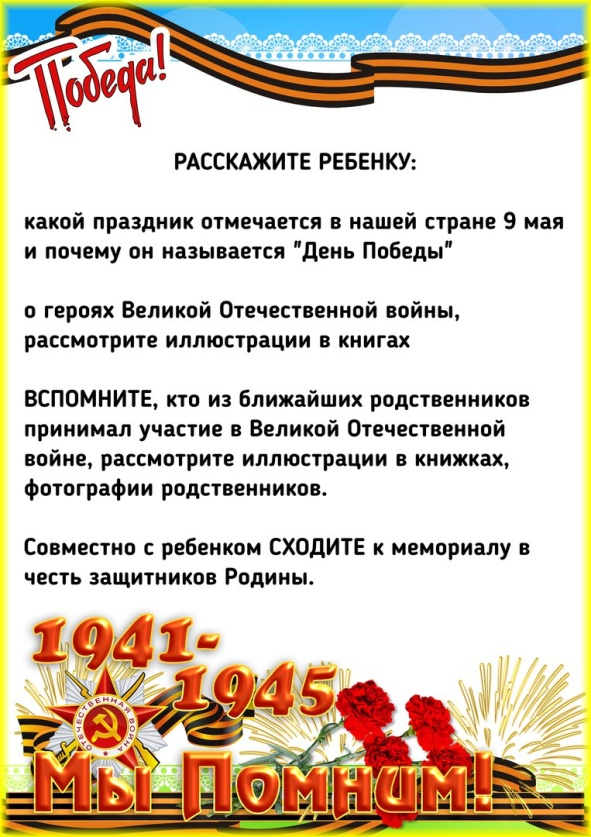 Победа!
РАССКАЖИТЕ РЕБЕНКУ:
какой праздник отмечается в нашей стране 9 мая
и почему он называется "День Победы"
о героях Великой Отечественной войны,
рассмотрите иллюстрации в книгах
ВСПОМНИТЕ, кто из ближайших родственников
принимал участие в Великой Отечественной
войне, рассмотрите иллюстрации в книжках,
фотографии родственников.
Совместно с ребенком СХОДИТЕ к мемориалу в
честь защитников Родины.
1941-
1945
ОТЕЧЕСТВЕННАЯ ВОЙНА
Мы Помним!